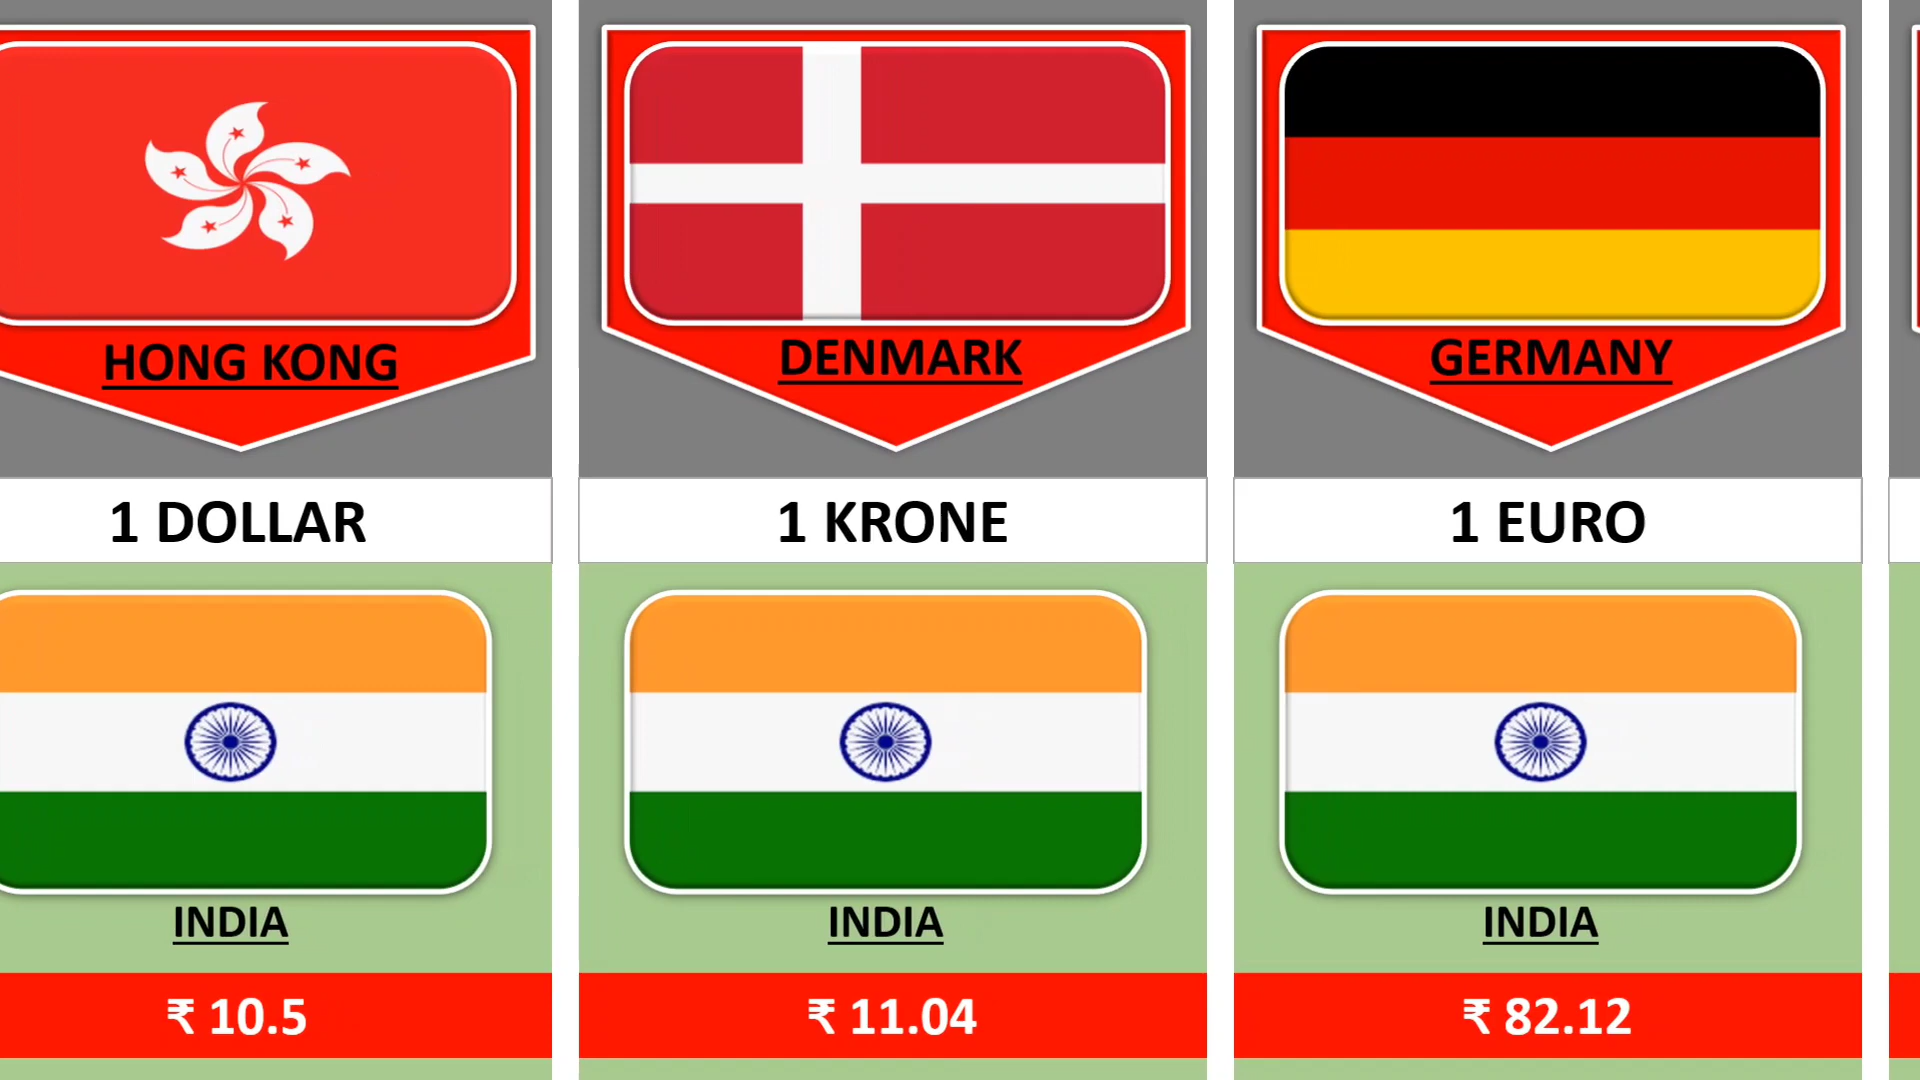 HONG KONG
1 DOLLAR
INDIA
₹ 10.5
DENMARK
1 KRONE
INDIA
₹ 11.04
GERMANY
1 EURO
INDIA
₹ 82.12